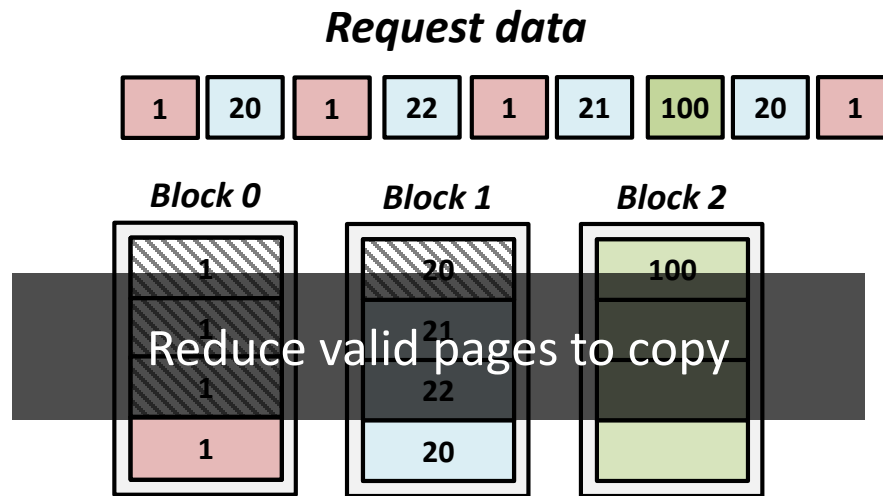 Request data
1 20 1 22 1 21 100 20 1
Block 0 Block 1 Block 2
1 20 100
1 21
Reduce valid pages to copy
1 22
1 20